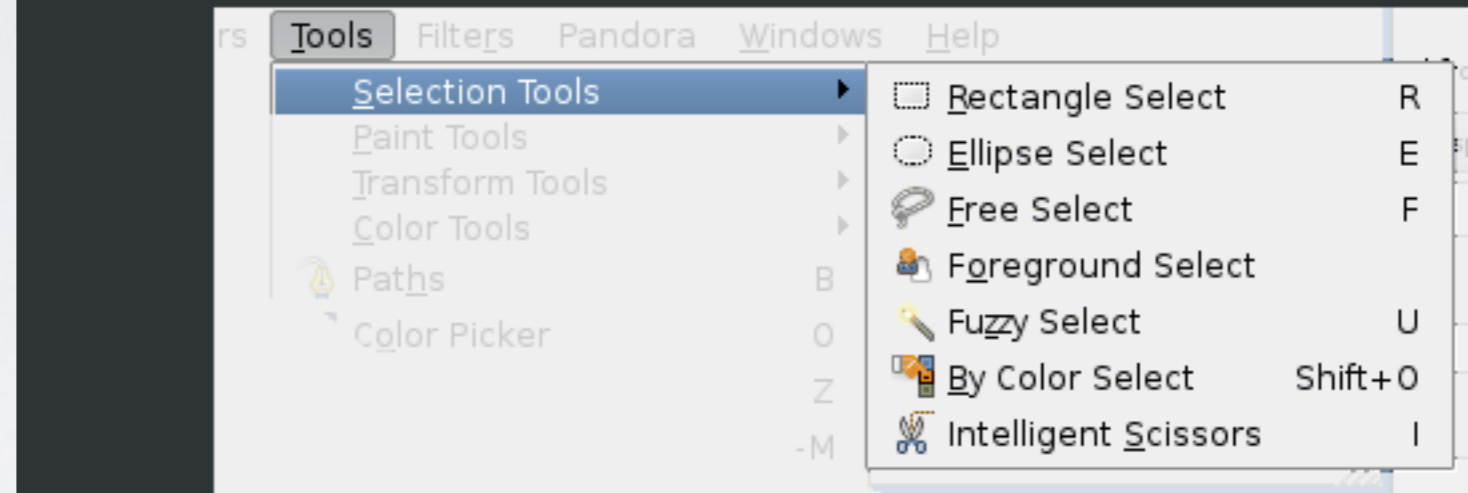 rs Tools Filters Pandora Windows Help
Selection Tools
Paint Tools
Transform Tools
Color Tools
Paths B
Color Picker O
Z
-M
Rectangle Select R
Ellipse Select E
Free Select F
Foreground Select
Fuzzy Select U
By Color Select Shift+O
Intelligent Scissors I